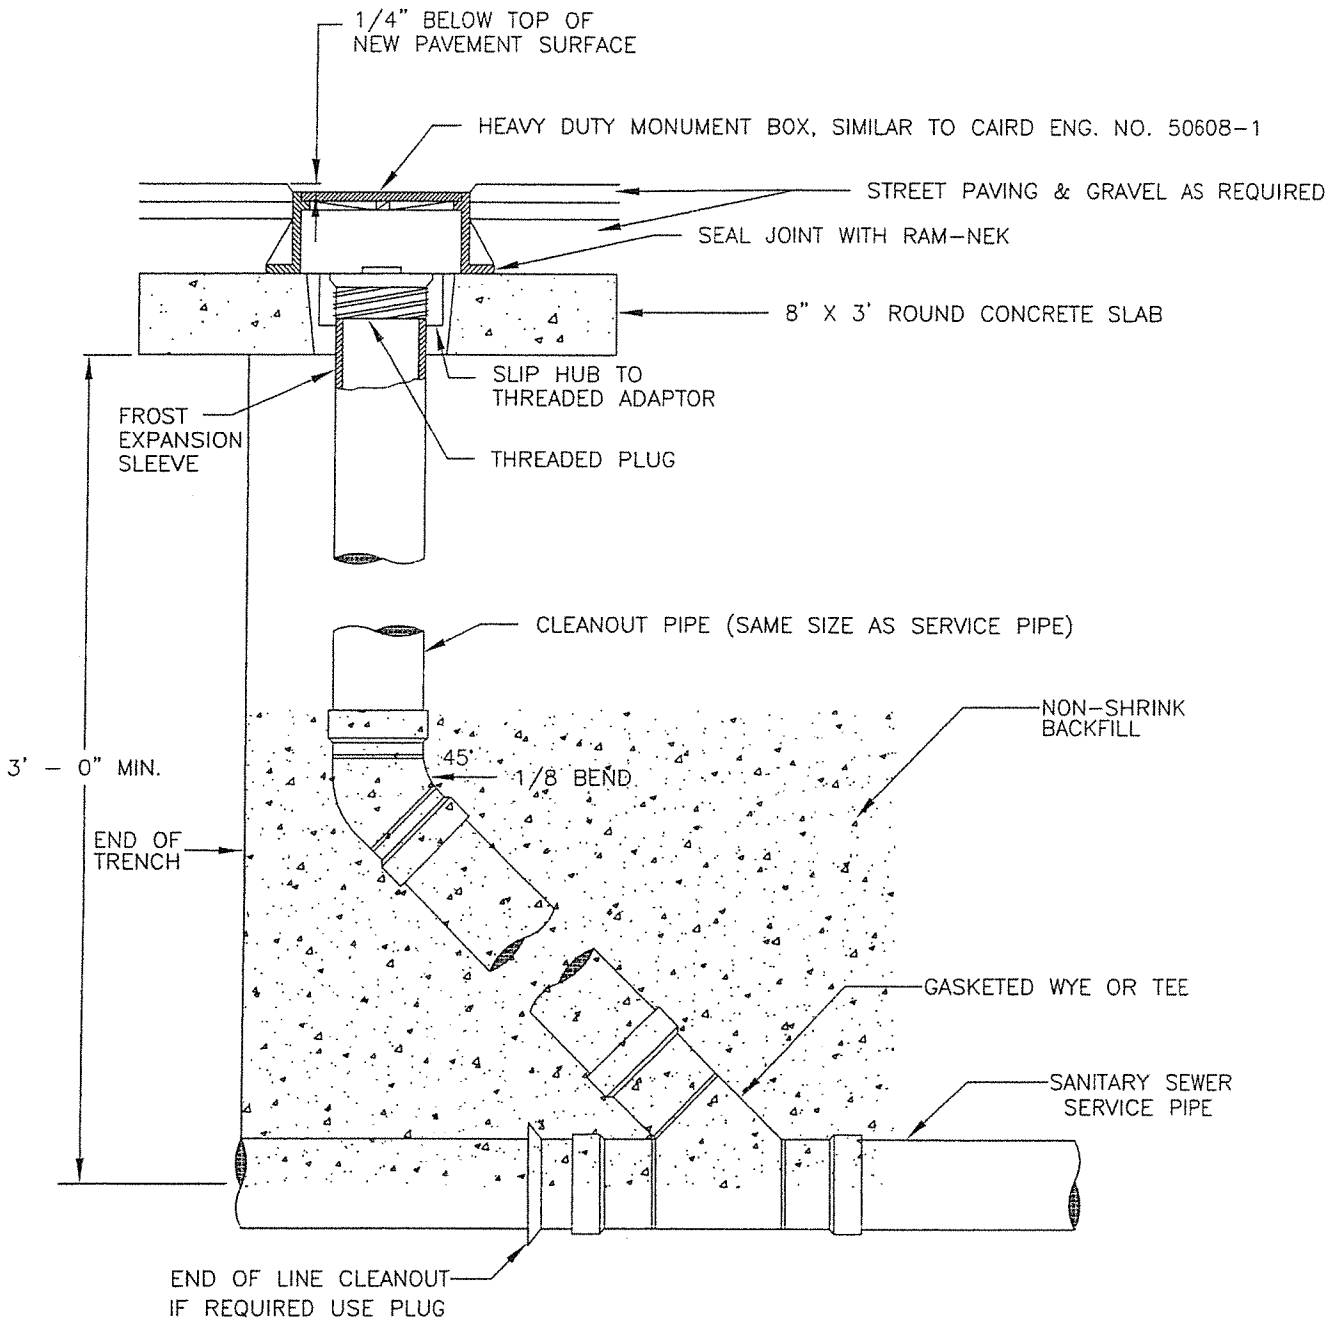 1/4" BELOW TOP OF
NEW PAVEMENT SURFACE
HEAVY DUTY MONUMENT BOX, SIMILAR TO CAIRD ENG. NO. 50608-1
STREET PAVING & GRAVEL AS REQUIRED
SEAL JOINT WITH RAM-NEK
8" X 3' ROUND CONCRETE SLAB
SLIP HUB TO
THREADED ADAPTOR
FROST
EXPANSION
SLEEVE
THREADED PLUG
CLEANOUT PIPE (SAME SIZE AS SERVICE PIPE)
NON-SHRINK
BACKFILL
3' - 0" MIN.
45°
1/8 BEND
END OF
TRENCH
GASKETED WYE OR TEE
SANITARY SEWER
SERVICE PIPE
END OF LINE CLEANOUT
IF REQUIRED USE PLUG